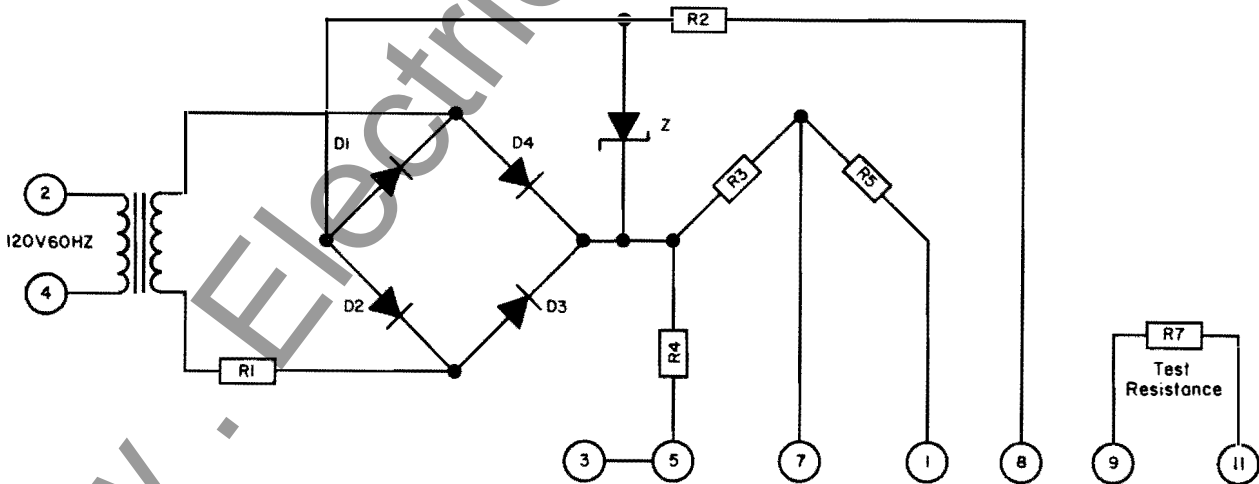 R2
Z
D1
D4
R3
R5
2
120V60HZ
4
D2
D3
R1
R4
R7
Test
Resistance
3
5
7
1
8
9
11
y . Electric